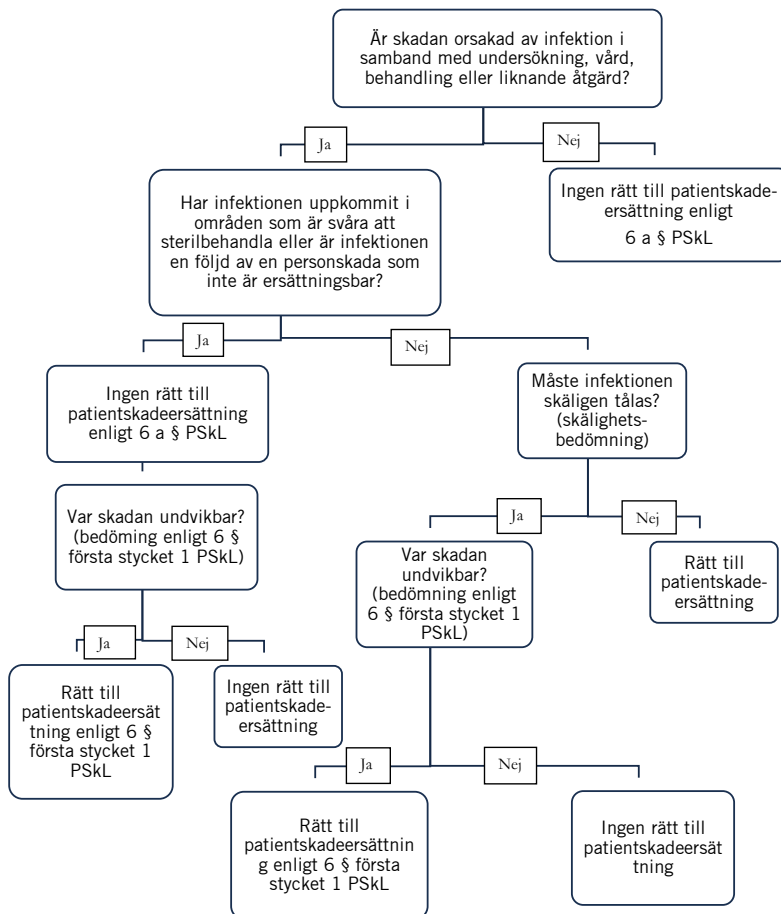 Är skadan orsakad av infektion i
samband med undersökning, vård,
behandling eller liknande åtgärd?
Ja
Nej
Har infektionen uppkommit i
områden som är svåra att
sterilbehandla eller är infektionen
en följd av en personskada som
inte är ersättningsbar?
Ingen rätt till patientskade-
ersättning enligt
6 a § PSkL
Ja
Nej
Ingen rätt till
patientskadeersättning
enligt 6 a § PSkL
Måste infektionen
skäligen tålas?
(skälighets-
bedömning)
Var skadan undvikbar?
(bedöming enligt 6 §
första stycket 1 PSkL)
Ja
Nej
Var skadan
undvikbar?
(bedömning enligt
6 § första stycket 1
PSkL)
Rätt till
patientskade-
ersättning
Ja
Nej
Rätt till
patientskadeersät
tning enligt 6 §
första stycket 1
PSkL
Ingen rätt till
patientskade-
ersättning
Ja
Nej
Rätt till
patientskadeersättnin
g enligt 6 § första
stycket 1 PSkL
Ingen rätt till
patientskadeersät
tning